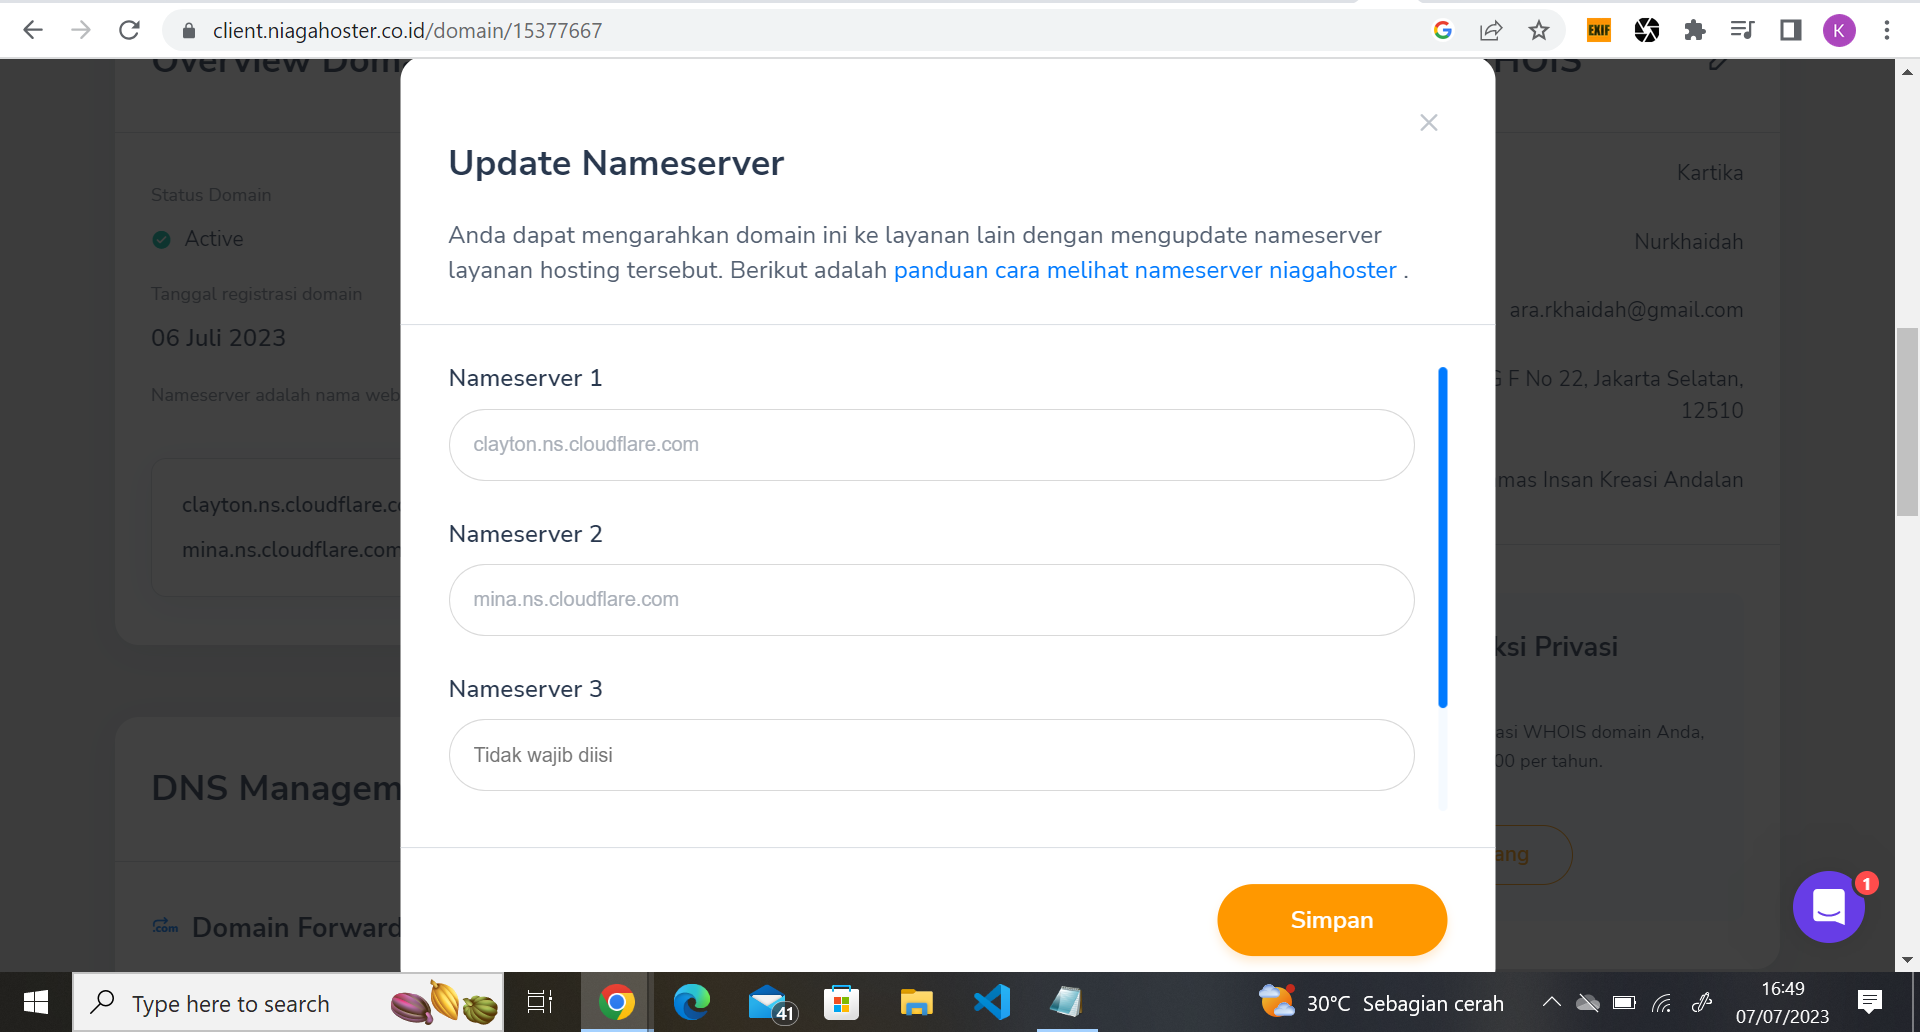 client.niagahoster.co.id/domain/15377667
EXIF
K
Overview Dom
HOIS
Update Nameserver
Anda dapat mengarahkan domain ini ke layanan lain dengan mengupdate nameserver
layanan hosting tersebut. Berikut adalah panduan cara melihat nameserver niagahoster .
Status Domain
Active
Tanggal registrasi domain
06 Juli 2023
Nameserver adalah nama web
clayton.ns.cloudflare.co
mina.ns.cloudflare.com
Nameserver 1
clayton.ns.cloudflare.com
Nameserver 2
mina.ns.cloudflare.com
Nameserver 3
Tidak wajib diisi
Simpan
Kartika
Nurkhaidah
ara.rkhaidah@gmail.com
G F No 22, Jakarta Selatan,
12510
mas Insan Kreasi Andalan
ksi Privasi
asi WHOIS domain Anda,
00 per tahun.
ang
DNS Managem
.com
Domain Forward
1
Type here to search
41
30°C Sebagian cerah
16:49
07/07/2023